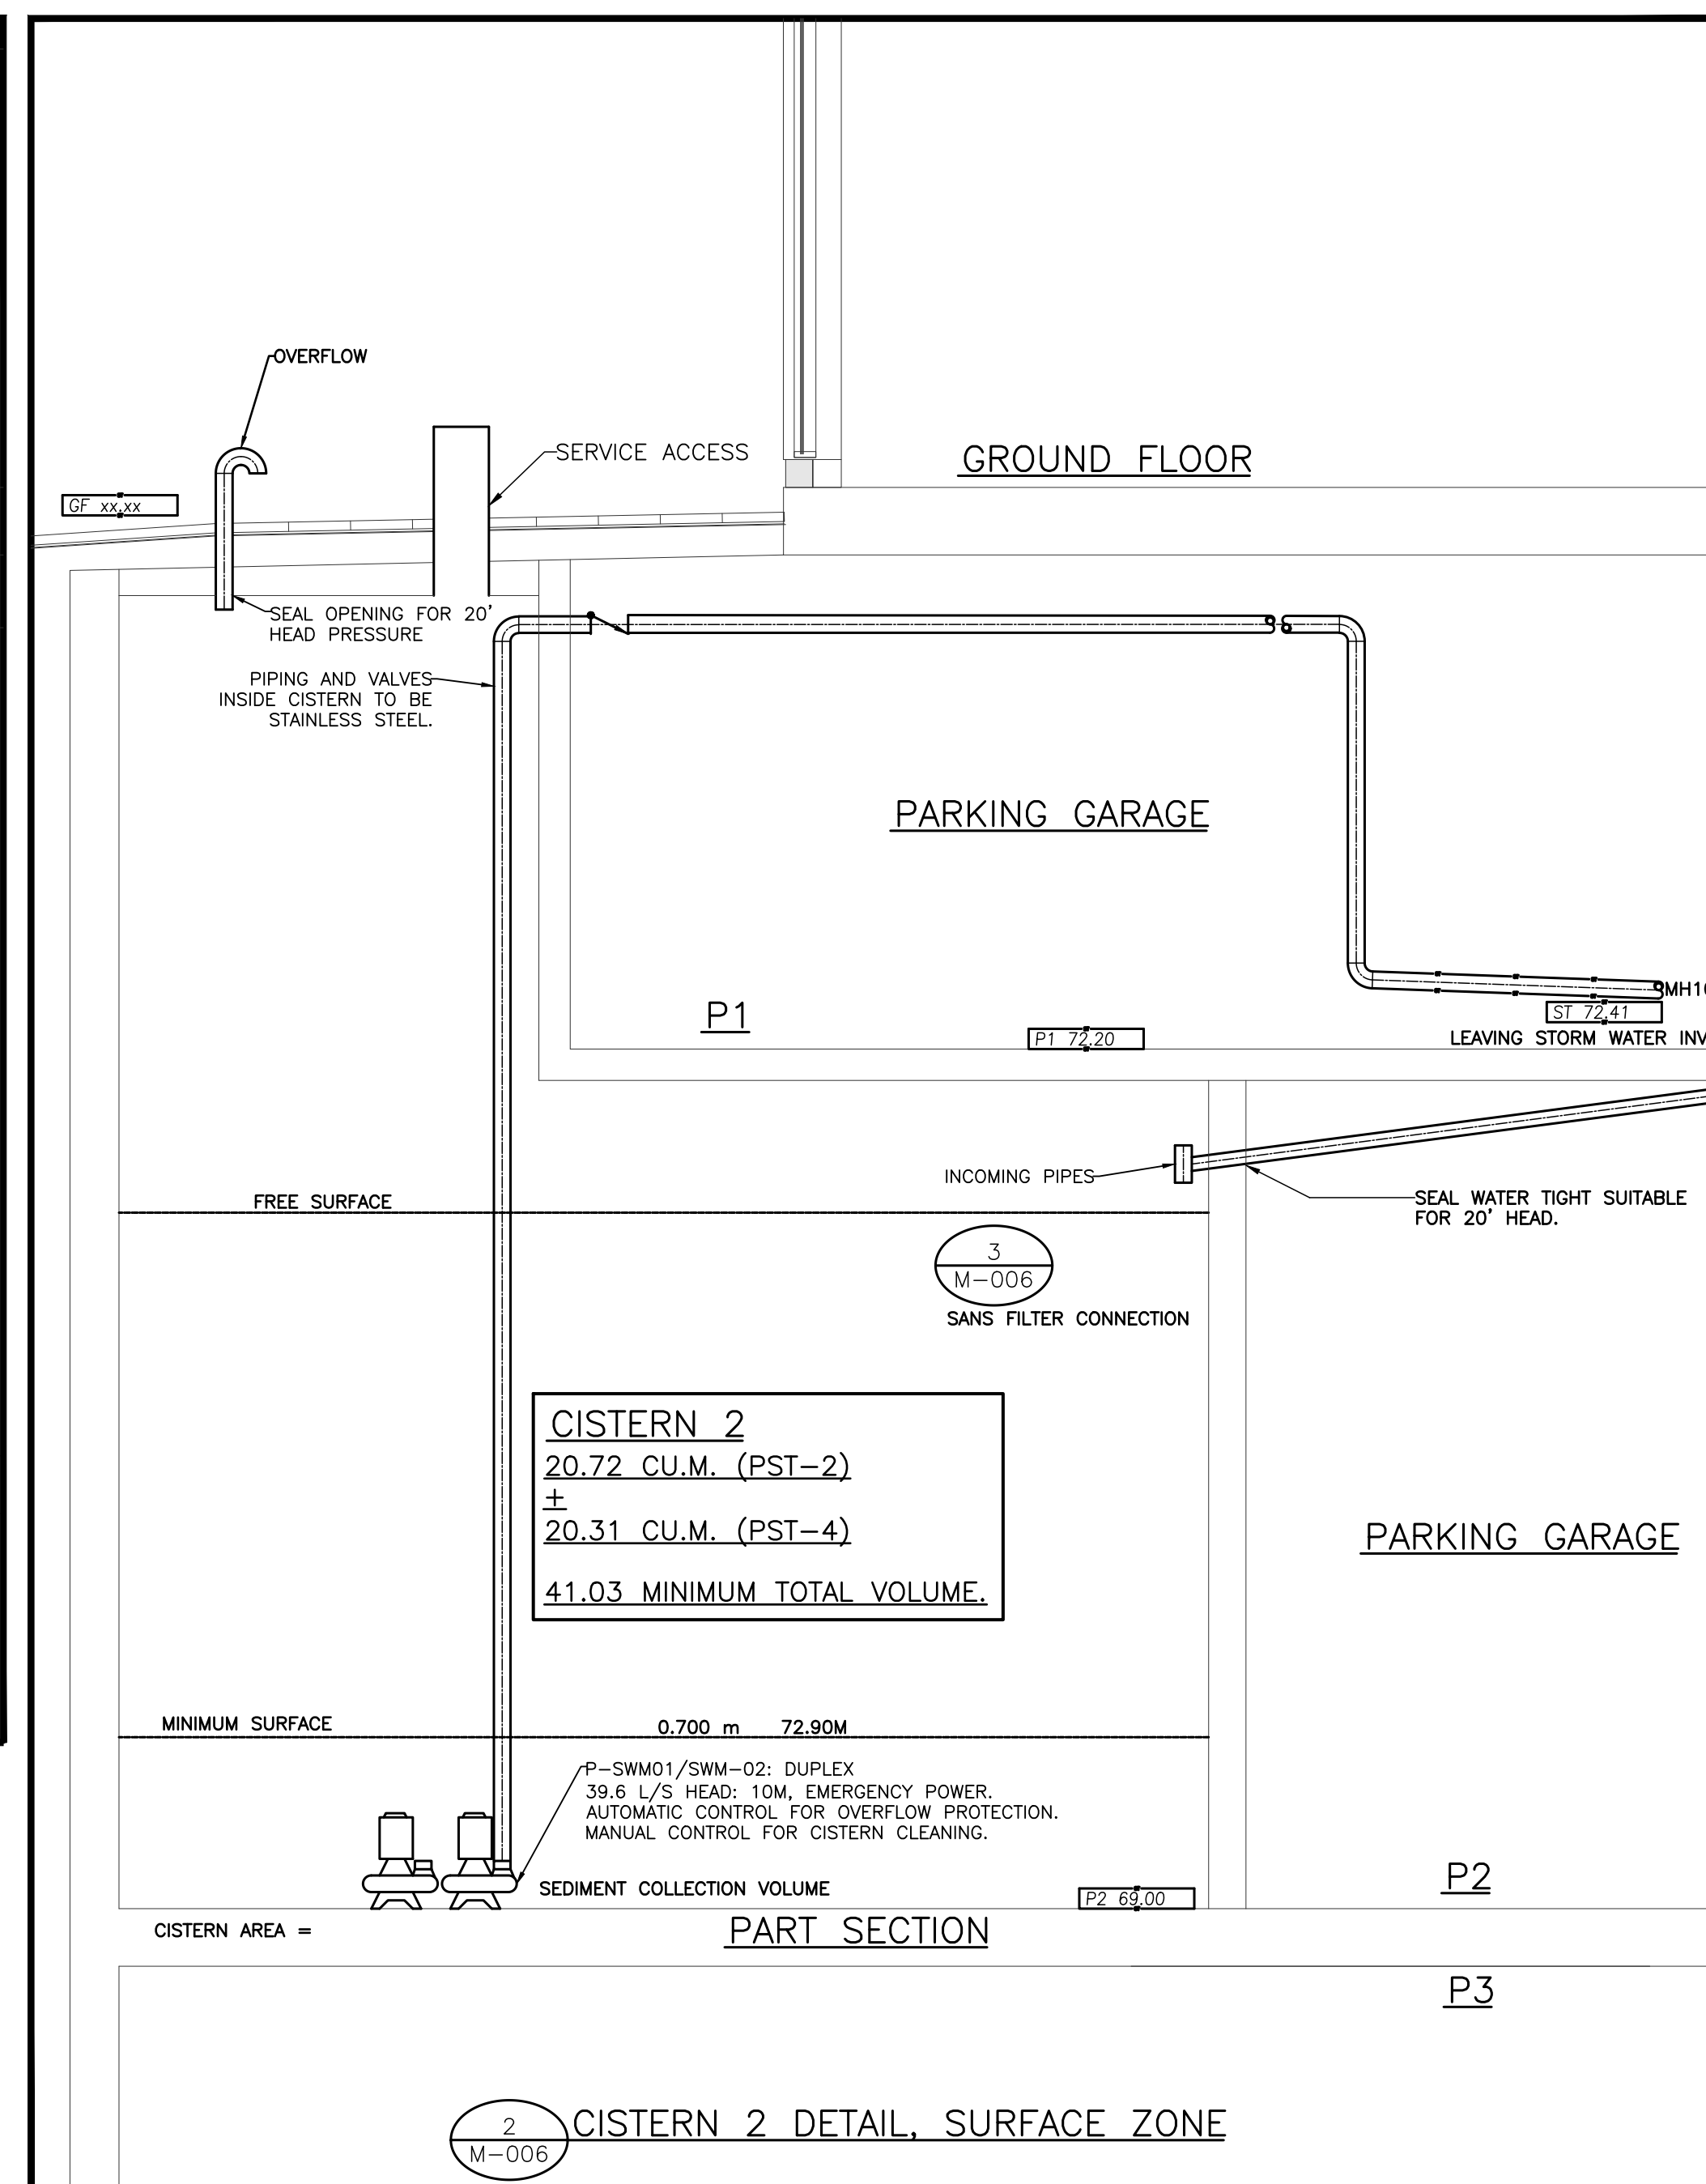 OVERFLOW
SERVICE ACCESS
GROUND FLOOR
GF xx.xx
SEAL OPENING FOR 20'
HEAD PRESSURE
PIPING AND VALVES
INSIDE CISTERN TO BE
STAINLESS STEEL.
PARKING GARAGE
P1
P1 72.20
MH10
ST 72.41
LEAVING STORM WATER INV
INCOMING PIPES
SEAL WATER TIGHT SUITABLE
FOR 20' HEAD.
FREE SURFACE
3
M-006
SANS FILTER CONNECTION
CISTERN 2
20.72 CU.M. (PST-2)
+
20.31 CU.M. (PST-4)
41.03 MINIMUM TOTAL VOLUME.
PARKING GARAGE
MINIMUM SURFACE
0.700 m 72.90M
P-SWM01/SWM-02: DUPLEX
39.6 L/S HEAD: 10M, EMERGENCY POWER.
AUTOMATIC CONTROL FOR OVERFLOW PROTECTION.
MANUAL CONTROL FOR CISTERN CLEANING.
SEDIMENT COLLECTION VOLUME
P2 69.00
P2
CISTERN AREA =
PART SECTION
P3
2
M-006
CISTERN 2 DETAIL, SURFACE ZONE